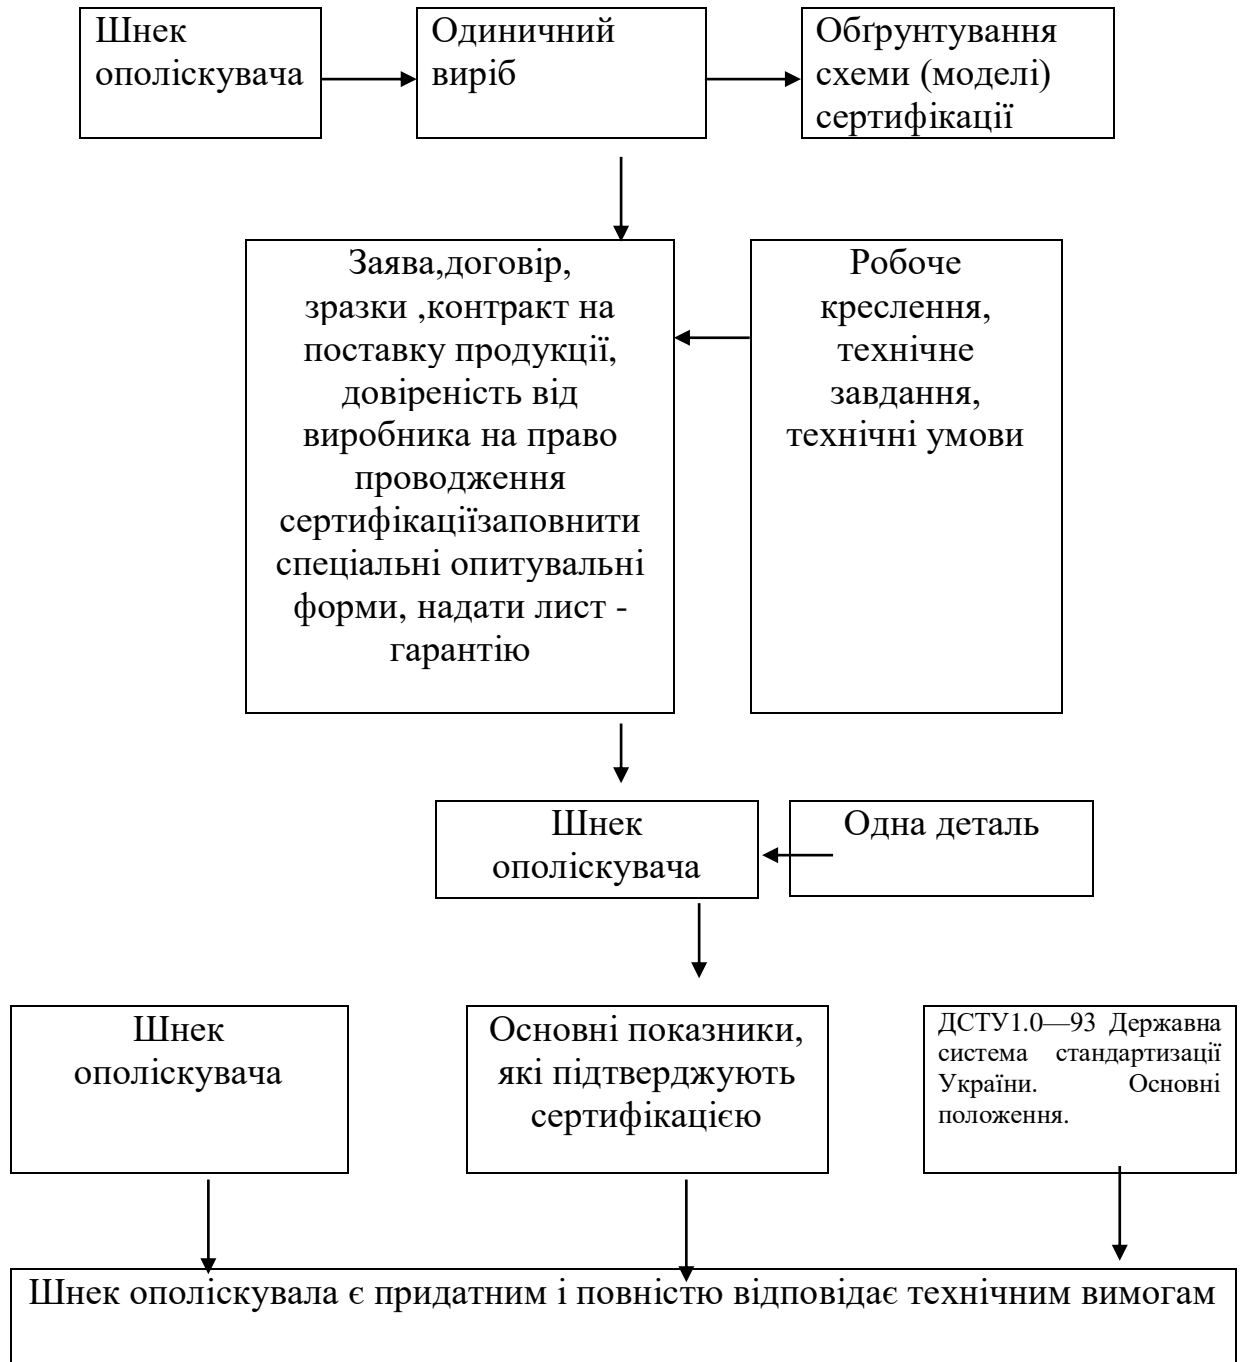 Шнек
ополіскувача
Одиничний
виріб
Обґрунтування
схеми (моделі)
сертифікації
Заява,договір,
зразки ,контракт на
поставку продукції,
довіреність від
виробника на право
проводження
сертифікаціїзаповнити
спеціальні опитувальні
форми, надати лист -
гарантію
Робоче
креслення,
технічне
завдання,
технічні умови
Шнек
ополіскувача
Одна деталь
Шнек
ополіскувача
Основні показники,
які підтверджують
сертифікацією
ДСТУ1.0—93 Державна
система стандартизації
України. Основні
положення.
Шнек ополіскувала є придатним і повністю відповідає технічним вимогам